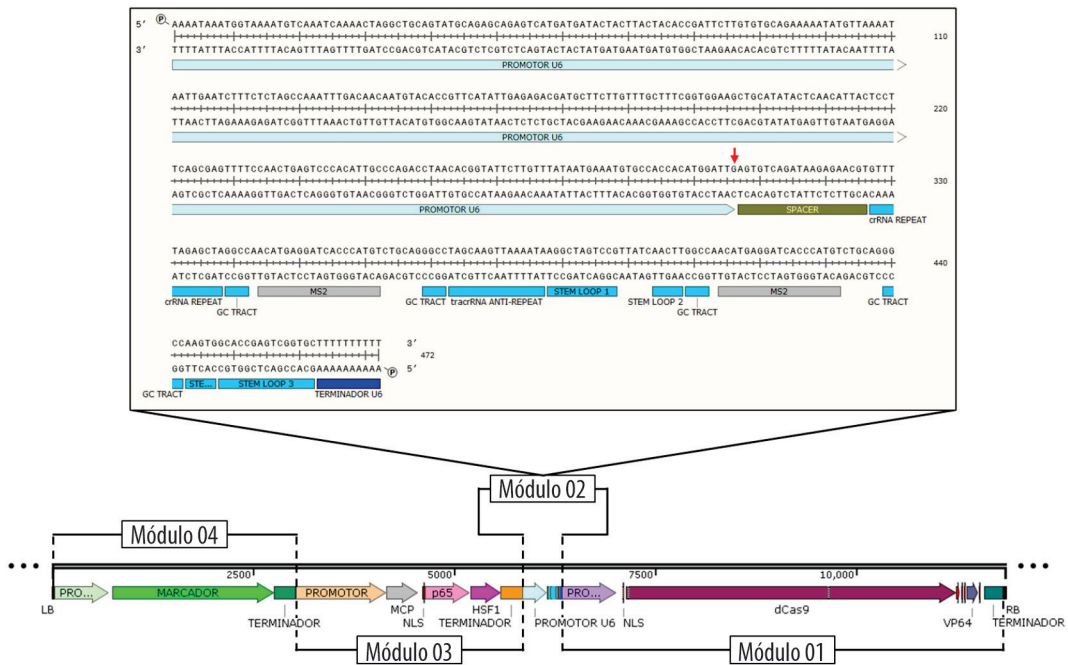 5' P AAAATAAATGGTAAAATGTCAAATCAAAACTAGGCTGCAGTATGCAGAGCAGAGTCATGATGATACTACTTACTACACCGATTCTTGTGTGCAGAAAAATATGTTAAAAT
110
3' TTTTATTTACCATTTTACAGTTTAGTTTTGATCCGACGTCATACGTCTCGTCTCAGTACTACTATGATGAATGATGTGGCTAAGAACACACGTCTTTTTATACAATTTTA
PROMOTOR U6
AATTGAATCTTTCTCTAGCCAAATTTGACAACAATGTACACCGTTCATATTGAGAGACGATGCTTCTTGTTTGCTTTCGGTGGAAGCTGCATATACTCAACATTACTCCT
220
TTAACTTAGAAAGAGATCGGTTTAAACTGTTGTTACATGTGGCAAGTATAACTCTCTGCTACGAAGAACAAACGAAAGCCACCTTCGACGTATATGAGTTGTAATGAGGA
PROMOTOR U6
TCAGCGAGTTTTCCAACTGAGTCCCACATTGCCCAGACCTAACACGGTATTCTTGTTTATAATGAAATGTGCCACCACATGGATTGAGTGTCAGATAAGAGAACGTGTTT
330
AGTCGCTCAAAAGGTTGACTCAGGGTGTAACGGGTCTGGATTGTGCCATAAGAACAAATATTACTTTACACGGTGGTGTACCTAACTCACAGTCTATTCTCTTGCACAAA
PROMOTOR U6 SPACER
crRNA REPEAT
TAGAGCTAGGCCAACATGAGGATCACCCATGTCTGCAGGGCCTAGCAAGTTAAAATAAGGCTAGTCCGTTATCAACTTGGCCAACATGAGGATCACCCATGTCTGCAGGG
440
ATCTCGATCCGGTTGTACTCCTAGTGGGTACAGACGTCCCGGATCGTTCAATTTTATTCCGATCAGGCAATAGTTGAACCGGTTGTACTCCTAGTGGGTACAGACGTCCC
MS2 STEM LOOP 1 MS2
crRNA REPEAT GC TRACT tracrRNA ANTI-REPEAT STEM LOOP 2 GC TRACT
GC TRACT GC TRACT
CCAAGTGGCACCGAGTCGGTGCTTTTTTTTTT 3'
472
GGTTCACCGTGGCTCAGCCACGAAAAAAAAAA P 5'
STE... STEM LOOP 3
GC TRACT TERMINADOR U6
Módulo 02
Módulo 04
2500 5000 7500 10,000
PRO... MARCADOR PROMOTOR p65 PRO... dCas9
LB MCP HSF1 RB
TERMINADOR NLS TERMINADOR PROMOTOR U6 NLS VP64 TERMINADOR
Módulo 03 Módulo 01